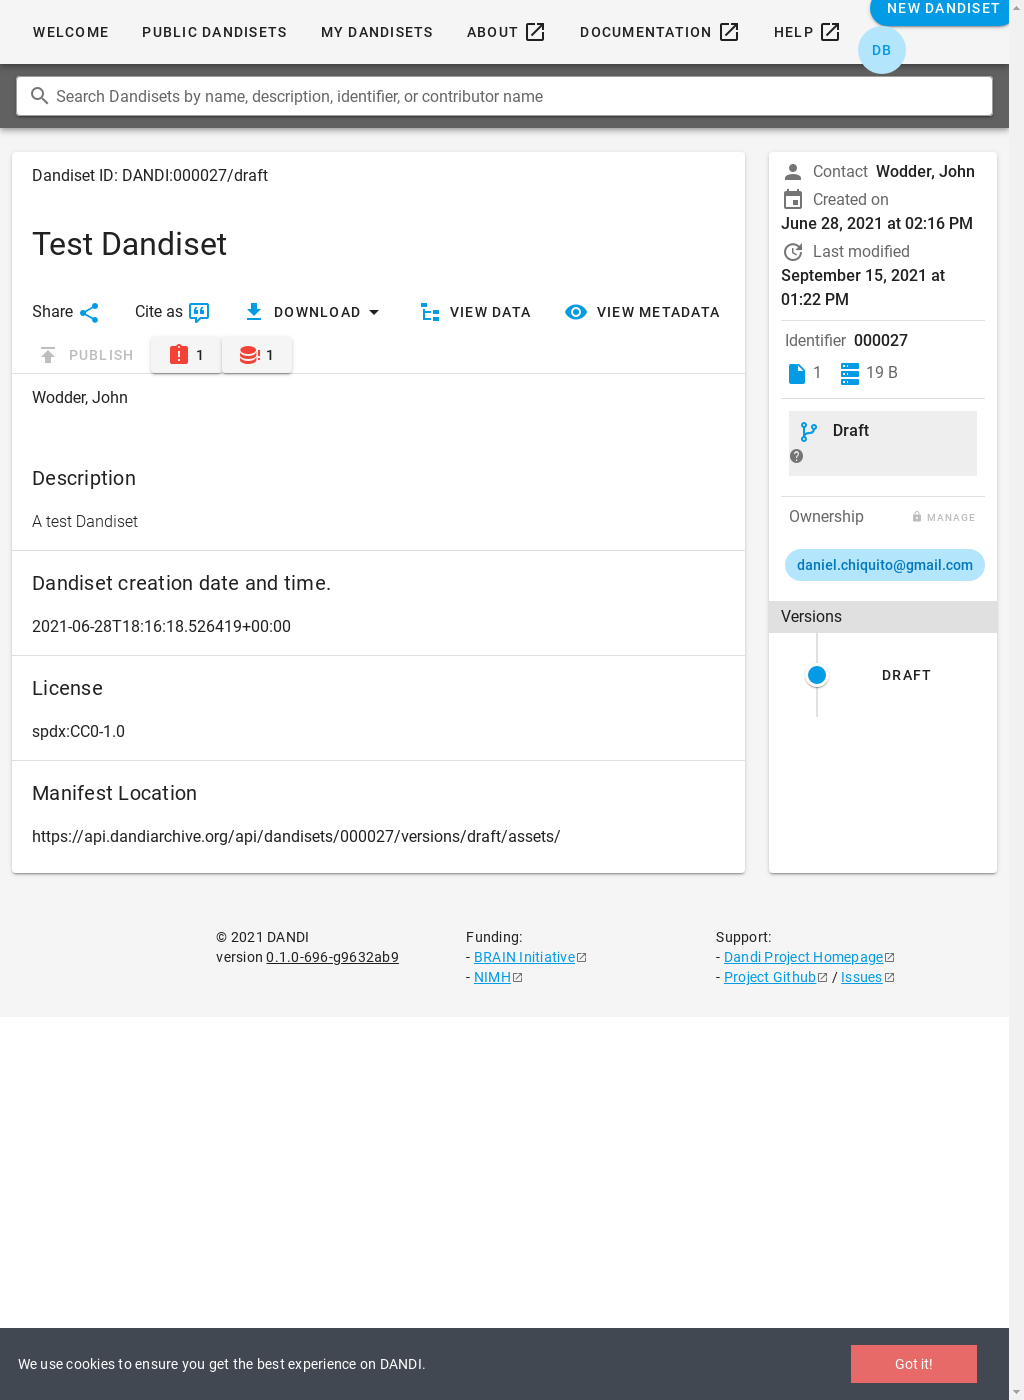 WELCOME
PUBLIC DANDISETS
MY DANDISETS
ABOUT
DOCUMENTATION
HELP
NEW DANDISET
DB
Search Dandisets by name, description, identifier, or contributor name
Dandiset ID: DANDI:000027/draft
Test Dandiset
Share
Cite as
DOWNLOAD
VIEW DATA
VIEW METADATA
PUBLISH
1
1
Wodder, John
Description
A test Dandiset
Dandiset creation date and time.
2021-06-28T18:16:18.526419+00:00
License
spdx:CC0-1.0
Manifest Location
https://api.dandiarchive.org/api/dandisets/000027/versions/draft/assets/
Contact Wodder, John
Created on
June 28, 2021 at 02:16 PM
Last modified
September 15, 2021 at
01:22 PM
Identifier 000027
1
19 B
Draft
Ownership
MANAGE
daniel.chiquito@gmail.com
Versions
DRAFT
© 2021 DANDI
version 0.1.0-696-g9632ab9
Funding:
- BRAIN Initiative
- NIMH
Support:
- Dandi Project Homepage
- Project Github / Issues
We use cookies to ensure you get the best experience on DANDI.
Got it!